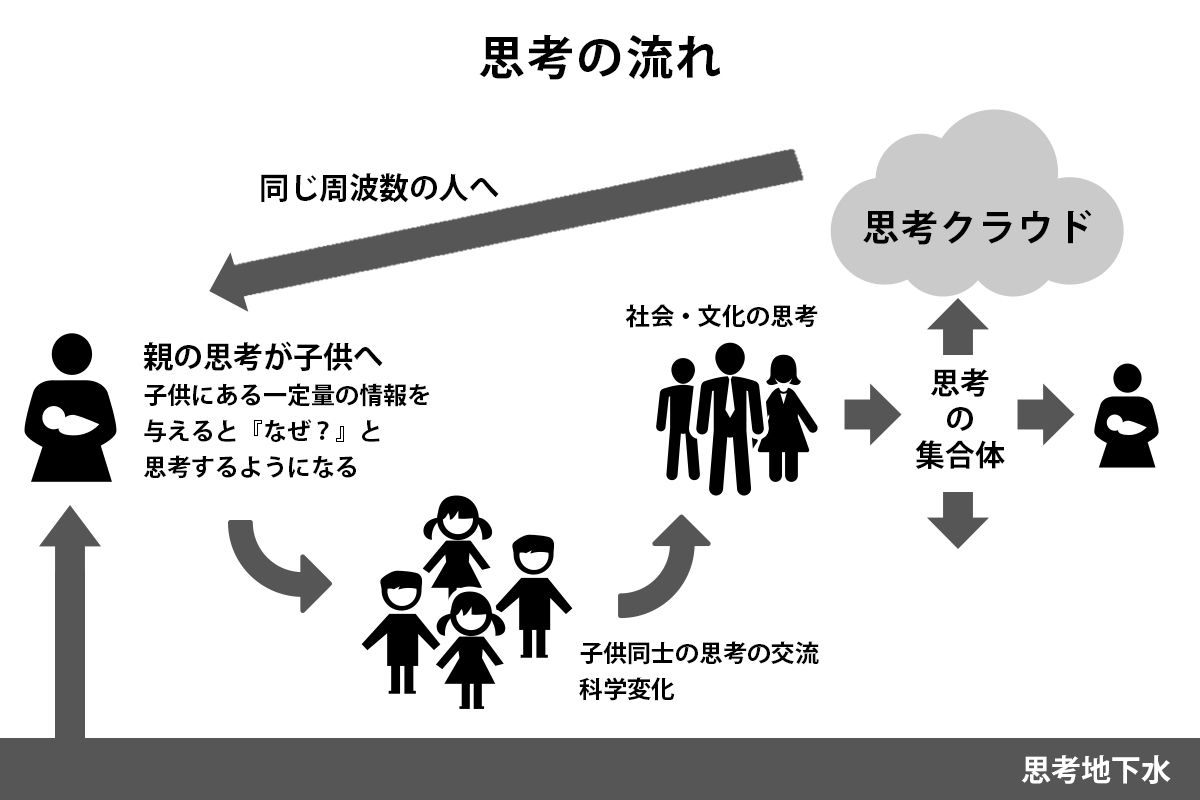 思考の流れ
同じ周波数の人へ
思考クラウド
社会・文化の思考
親の思考が子供へ
子供にある一定量の情報を
与えると『なぜ？』と
思考するようになる
思考
の
集合体
子供同士の思考の交流
科学変化
思考地下水